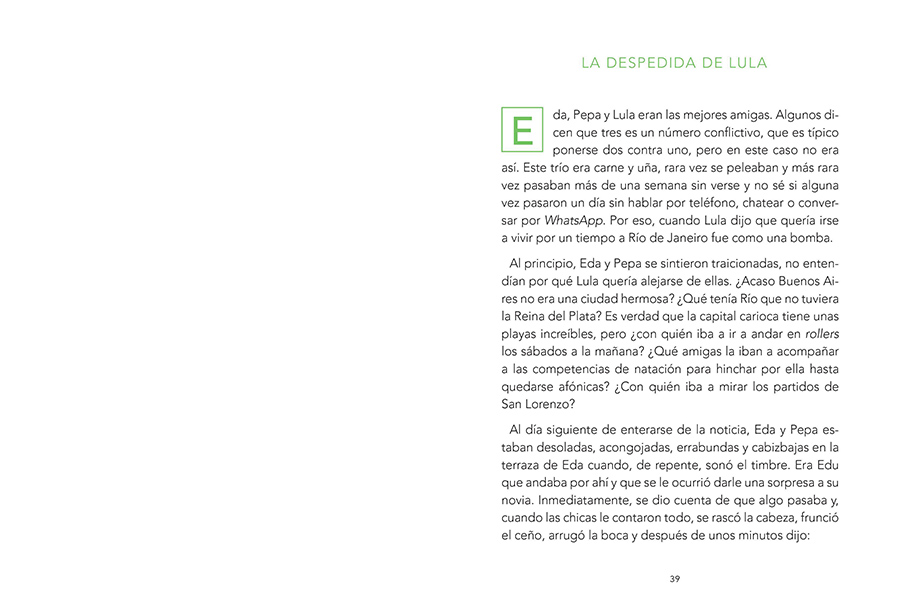 LA DESPEDIDA DE LULA
Eda, Pepa y Lula eran las mejores amigas. Algunos di-
cen que tres es un número conflictivo, que es típico
ponerse dos contra uno, pero en este caso no era
así. Este trío era carne y uña, rara vez se peleaban y más rara
vez pasaban más de una semana sin verse y no sé si alguna
vez pasaron un día sin hablar por teléfono, chatear o conver-
sar por WhatsApp. Por eso, cuando Lula dijo que quería irse
a vivir por un tiempo a Río de Janeiro fue como una bomba.
Al principio, Eda y Pepa se sintieron traicionadas, no enten-
dían por qué Lula quería alejarse de ellas. ¿Acaso Buenos Ai-
res no era una ciudad hermosa? ¿Qué tenía Río que no tuviera
la Reina del Plata? Es verdad que la capital carioca tiene unas
playas increíbles, pero ¿con quién iba a ir a andar en rollers
los sábados a la mañana? ¿Qué amigas la iban a acompañar
a las competencias de natación para hinchar por ella hasta
quedarse afónicas? ¿Con quién iba a mirar los partidos de
San Lorenzo?
Al día siguiente de enterarse de la noticia, Eda y Pepa es-
taban desoladas, acongojadas, errabundas y cabizbajas en la
terraza de Eda cuando, de repente, sonó el timbre. Era Edu
que andaba por ahí y que se le ocurrió darle una sorpresa a su
novia. Inmediatamente, se dio cuenta de que algo pasaba y,
cuando las chicas le contaron todo, se rascó la cabeza, frunció
el ceño, arrugó la boca y después de unos minutos dijo:
39